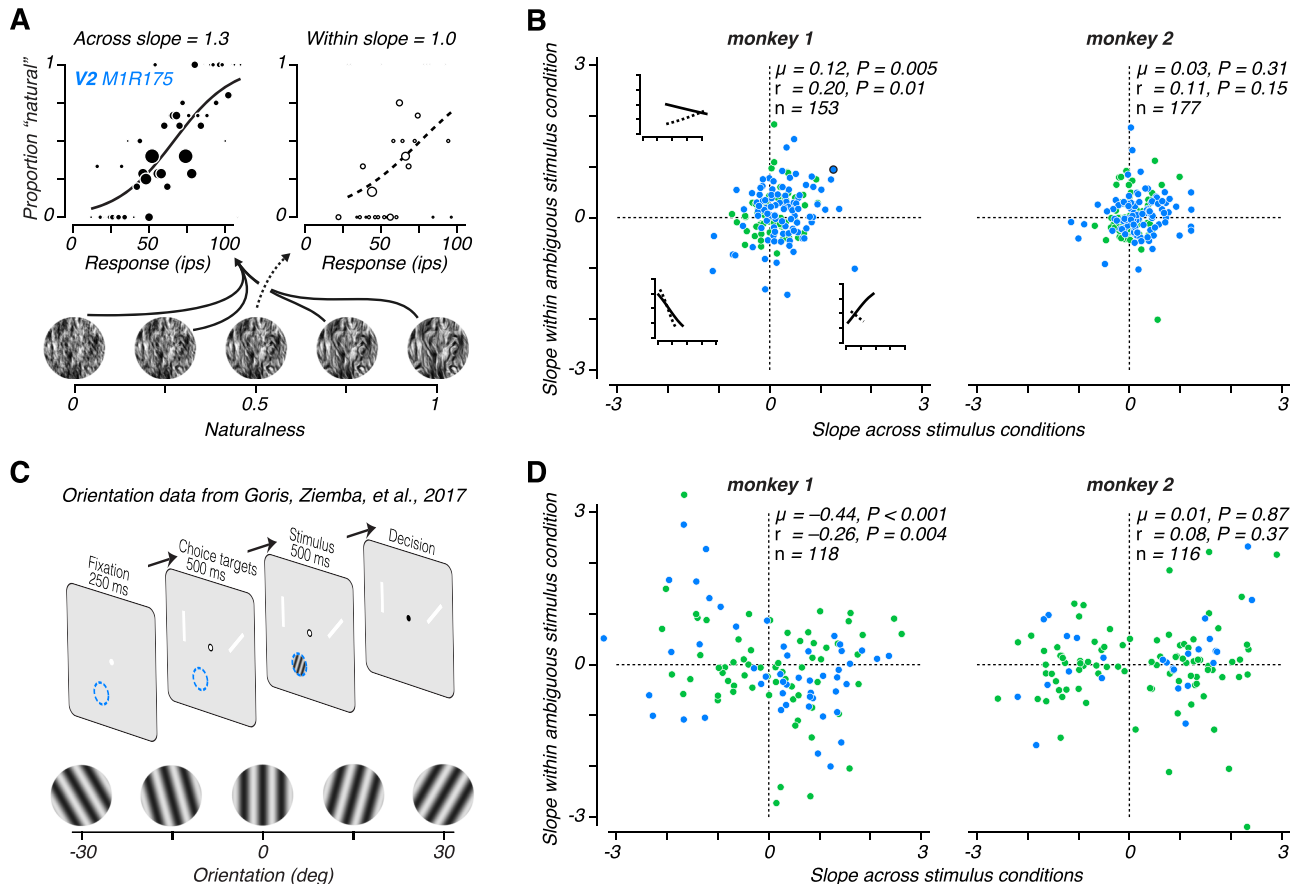 A
Across slope = 1.3
Within slope = 1.0
Proportion “natural”
1
0
V2 M1R175
0
50
100
Response (ips)
0
50
100
Response (ips)
0
0.5
1
Naturalness
B
monkey 1
monkey 2
Slope within ambiguous stimulus condition
3
0
-3
μ = 0.12, P = 0.005
r = 0.20, P = 0.01
n = 153
μ = 0.03, P = 0.31
r = 0.11, P = 0.15
n = 177
-3
0
3
-3
0
3
Slope across stimulus conditions
C
Orientation data from Goris, Ziemba, et al., 2017
Fixation
250 ms
Choice targets
500 ms
Stimulus
500 ms
Decision
-30
0
30
Orientation (deg)
D
monkey 1
monkey 2
Slope within ambiguous stimulus condition
3
0
-3
μ = –0.44, P < 0.001
r = –0.26, P = 0.004
n = 118
μ = 0.01, P = 0.87
r = 0.08, P = 0.37
n = 116
-3
0
3
-3
0
3
Slope across stimulus conditions